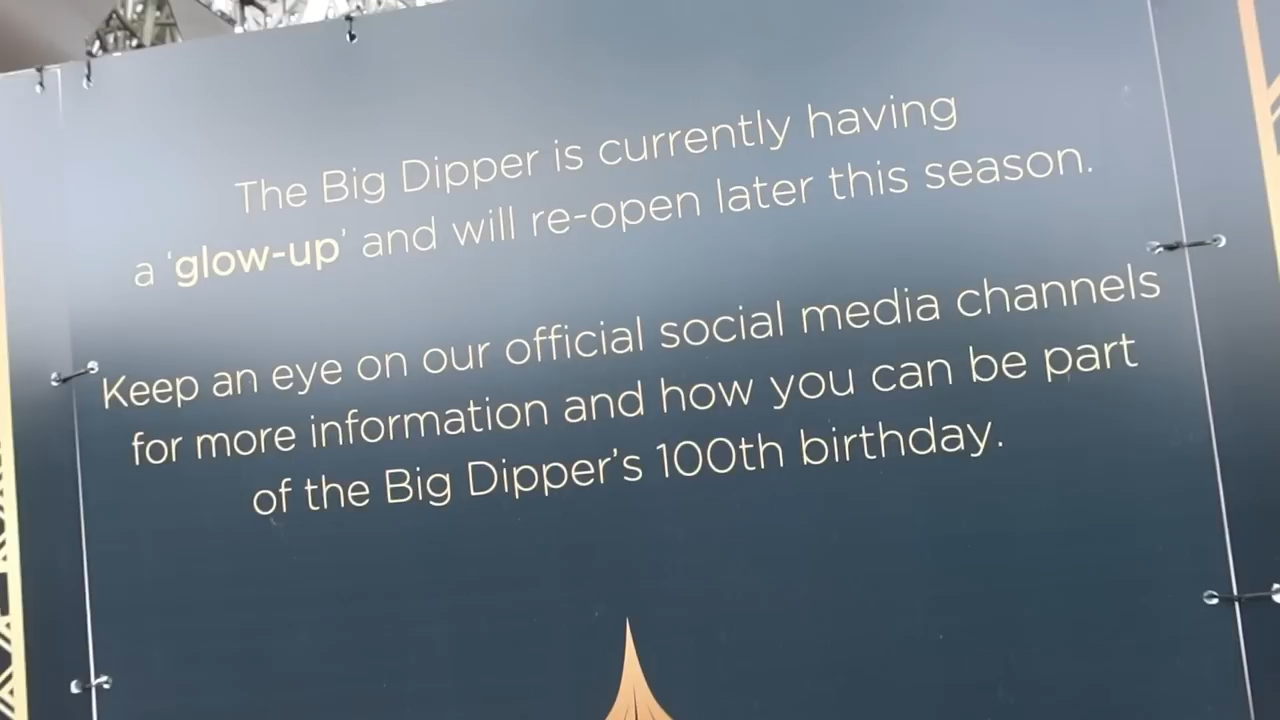 The Big Dipper is currently having
a 'glow-up' and will re-open later this season.
Keep an eye on our official social media channels
for more information and how you can be part
of the Big Dipper's 100th birthday.